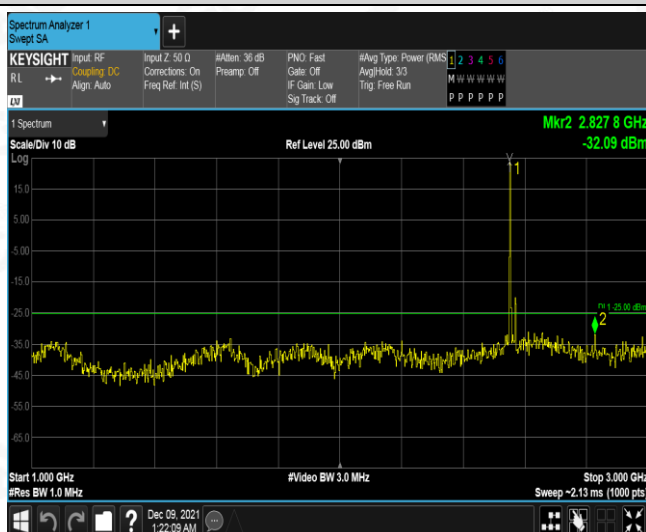 Spectrum Analyzer 1
Swept SA
+
KEYSIGHT
RL
Input: RF
Coupling: DC
Align: Auto
Input Z: 50 Ω
Corrections: On
Freq Ref: Int (S)
#Atten: 36 dB
Preamp: Off
PNO: Fast
Gate: Off
IF Gain: Low
Sig Track: Off
#Avg Type: Power (RMS
Avg|Hold: 3/3
Trig: Free Run
1 2 3 4 5 6
M W W W W W
P P P P P P
1 Spectrum
Mkr2 2.827 8 GHz
Scale/Div 10 dB
Ref Level 25.00 dBm
-32.09 dBm
Log
1
15.0
5.00
-5.00
-15.0
-25.0
DL1 -25.00 dBm
2
-35.0
-45.0
-55.0
-65.0
Start 1.000 GHz
#Video BW 3.0 MHz
Stop 3.000 GHz
#Res BW 1.0 MHz
Sweep ~2.13 ms (1000 pts)
?
Dec 09, 2021
1:22:09 AM